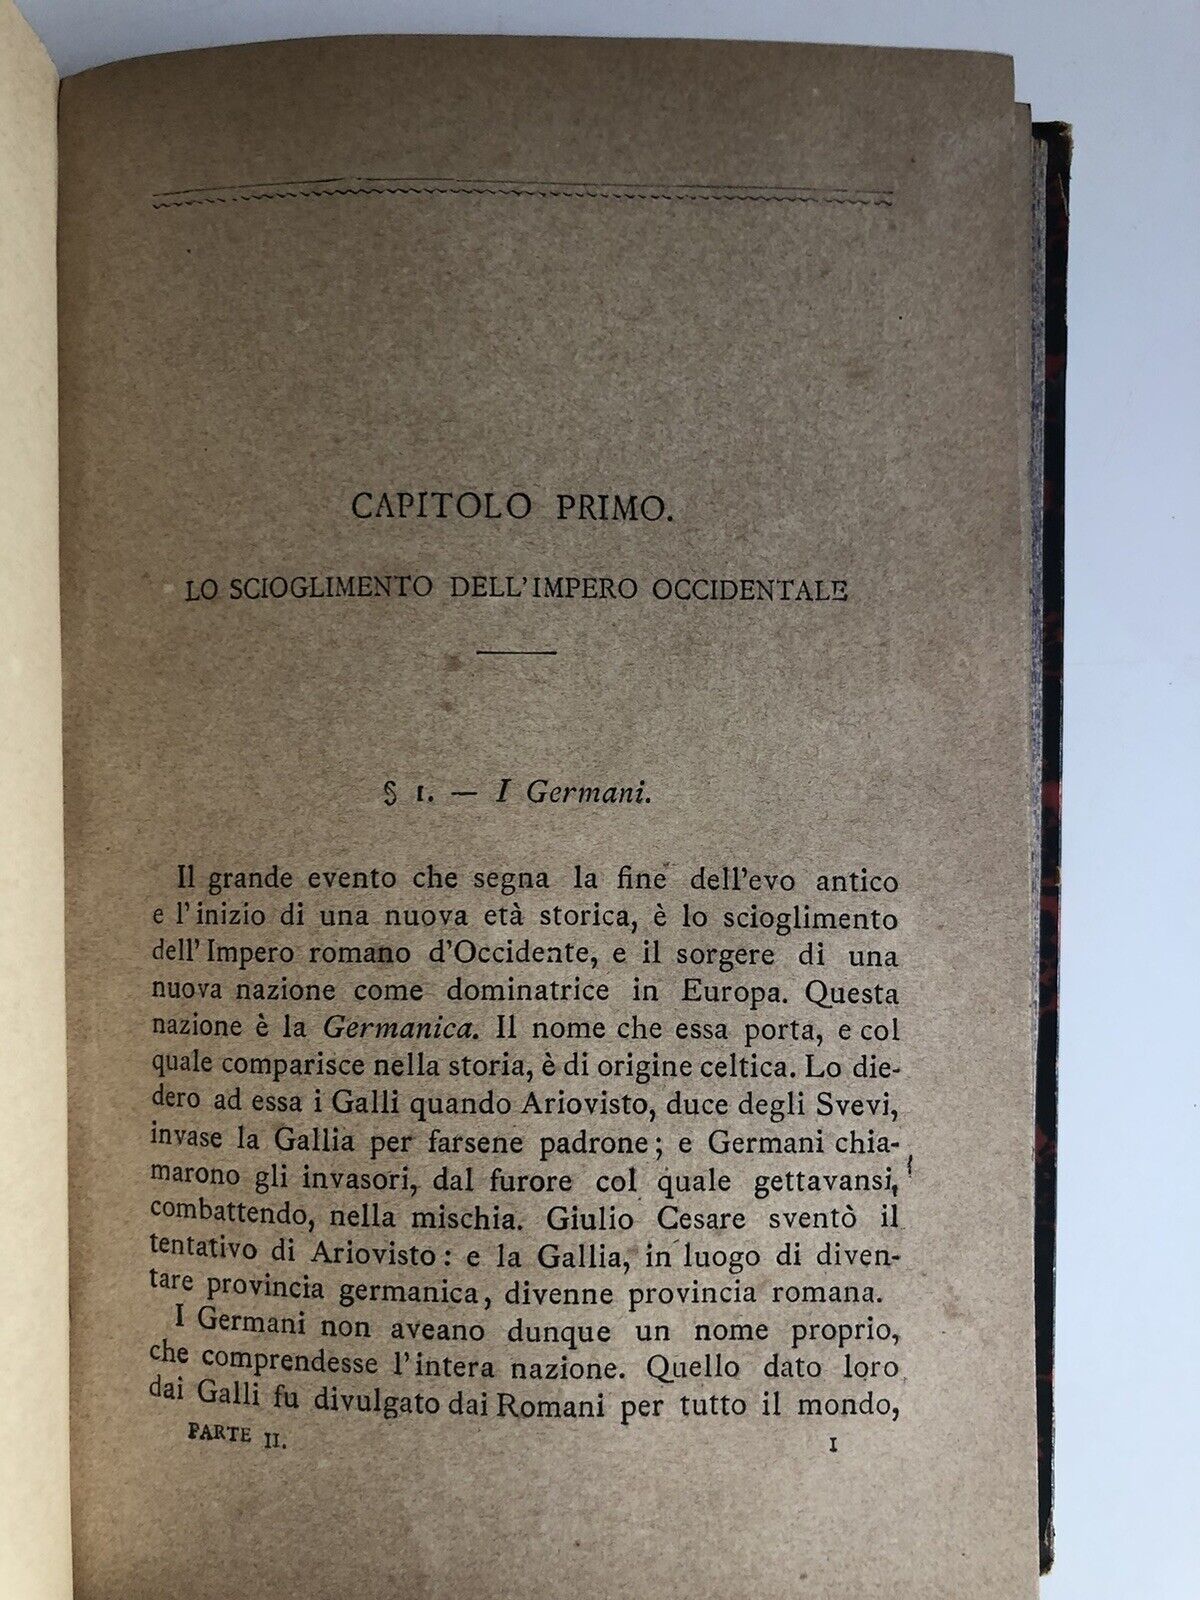 CAPITOLO PRIMO.
LO SCIOGLIMENTO DELL'IMPERO OCCIDENTALE
§ 1. — I Germani.
Il grande evento che segna la fine dell'evo antico
e l'inizio di una nuova età storica, è lo scioglimento
dell'Impero romano d'Occidente, e il sorgere di una
nuova nazione come dominatrice in Europa. Questa
nazione è la Germanica. Il nome che essa porta, e col
quale comparisce nella storia, è di origine celtica. Lo die-
dero ad essa i Galli quando Ariovisto, duce degli Svevi,
invase la Gallia per farsene padrone; e Germani chia-
marono gli invasori, dal furore col quale gettavansi,
combattendo, nella mischia. Giulio Cesare sventò il
tentativo di Ariovisto: e la Gallia, in luogo di diven-
tare provincia germanica, divenne provincia romana.
I Germani non aveano dunque un nome proprio,
che comprendesse l'intera nazione. Quello dato loro
dai Galli fu divulgato dai Romani per tutto il mondo,
PARTE II. 1